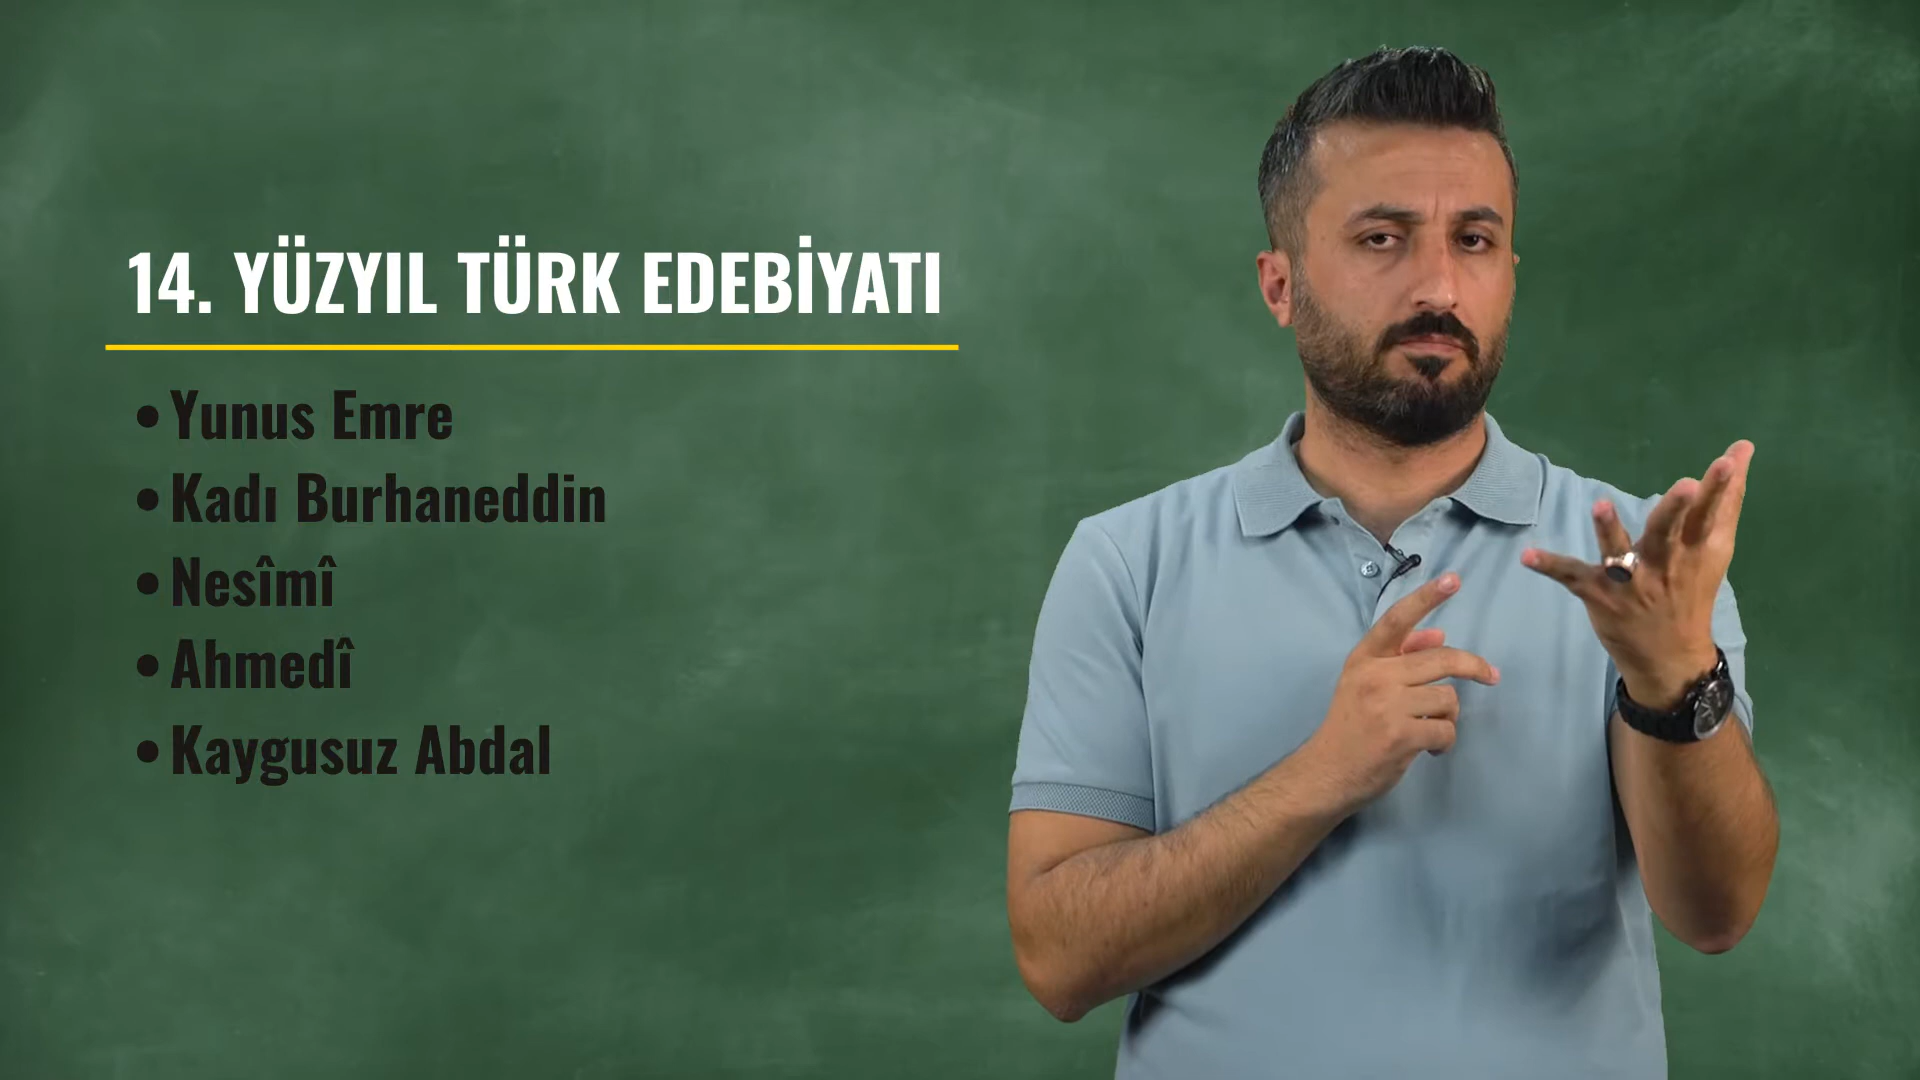 14. YÜZYIL TÜRK EDEBİYATI
• Yunus Emre
• Kadı Burhaneddin
• Nesîmî
• Ahmedî
• Kaygusuz Abdal